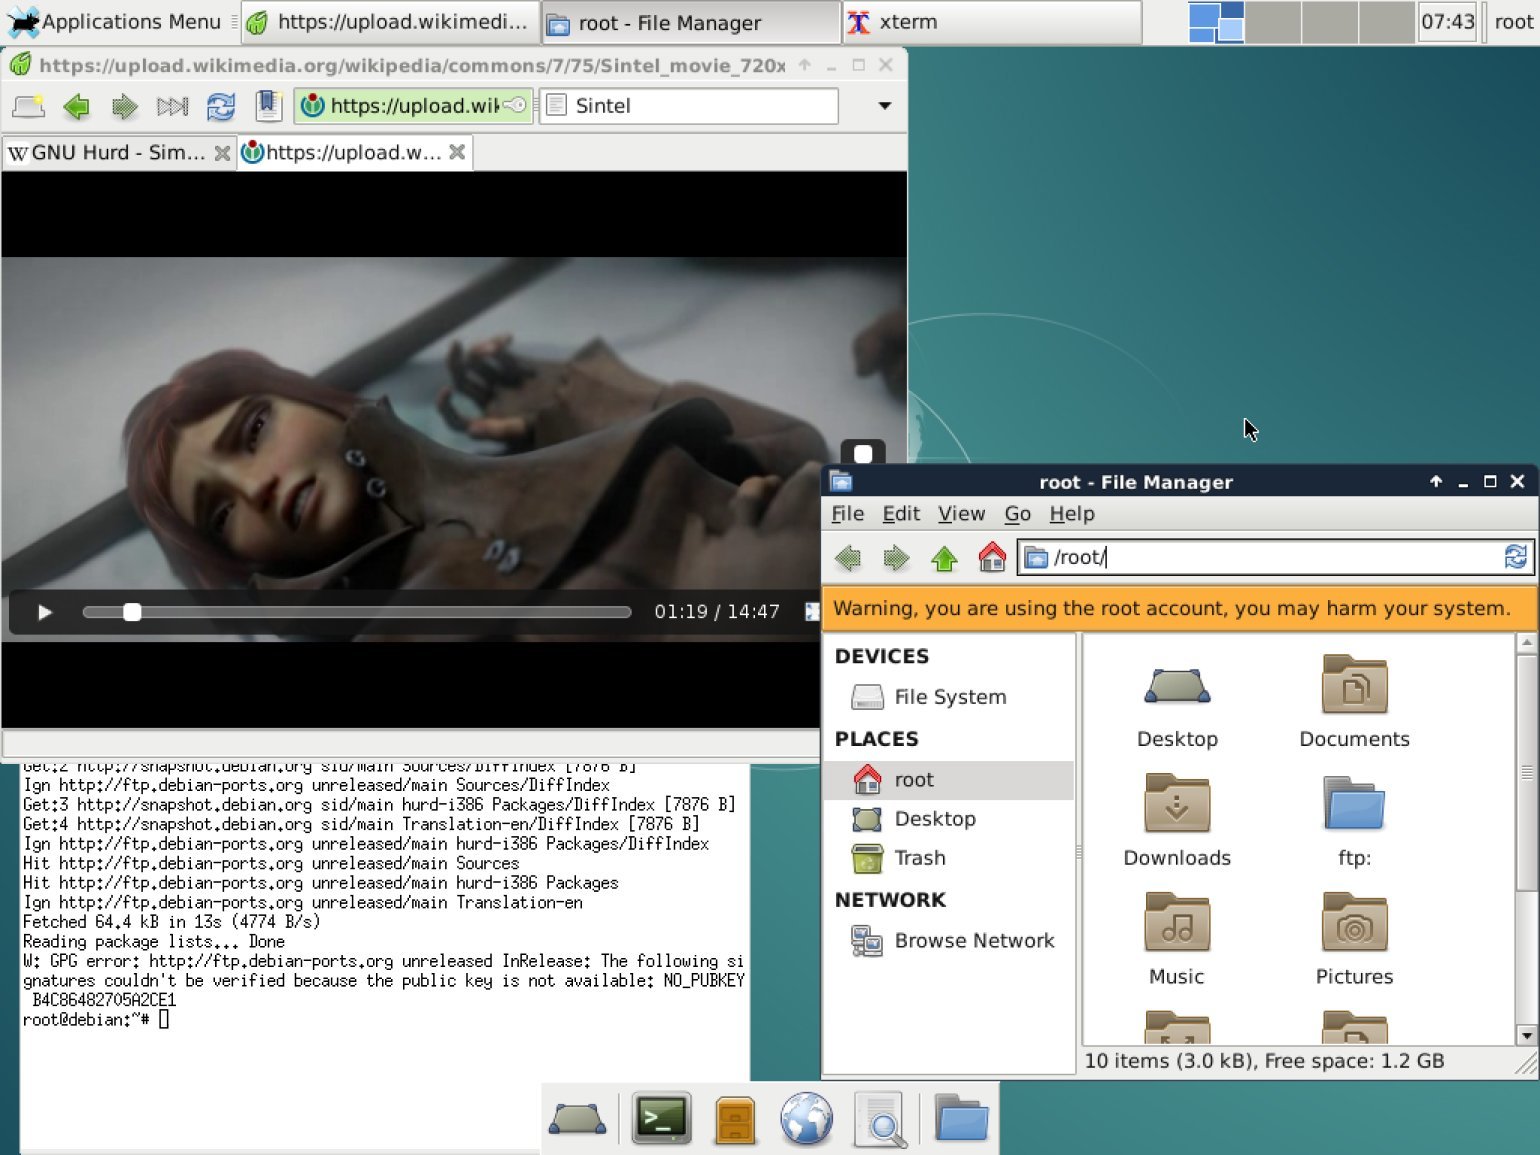 Applications Menu
https://upload.wikimedi...
root - File Manager
xterm
07:43
root
https://upload.wikimedia.org/wikipedia/commons/7/75/Sintel_movie_720x
https://upload.wik
Sintel
W GNU Hurd - Sim...
https://upload.w...
01:19 / 14:47
root - File Manager
File Edit View Go Help
/root/
Warning, you are using the root account, you may harm your system.
DEVICES
File System
PLACES
root
Desktop
Trash
NETWORK
Browse Network
Desktop
Documents
Downloads
ftp:
Music
Pictures
10 items (3.0 kB), Free space: 1.2 GB
Get:2 http://snapshot.debian.org sid/main Sources/DiffIndex [7876 B]
Ign http://ftp.debian-ports.org unreleased/main Sources/DiffIndex
Get:3 http://snapshot.debian.org sid/main hurd-i386 Packages/DiffIndex [7876 B]
Get:4 http://snapshot.debian.org sid/main Translation-en/DiffIndex [7876 B]
Ign http://ftp.debian-ports.org unreleased/main hurd-i386 Packages/DiffIndex
Hit http://ftp.debian-ports.org unreleased/main Sources
Hit http://ftp.debian-ports.org unreleased/main hurd-i386 Packages
Ign http://ftp.debian-ports.org unreleased/main Translation-en
Fetched 64.4 kB in 13s (4774 B/s)
Reading package lists... Done
W: GPG error: http://ftp.debian-ports.org unreleased InRelease: The following si
gnatures couldn't be verified because the public key is not available: NO_PUBKEY
B4C86482705A2CE1
root@debian:~#